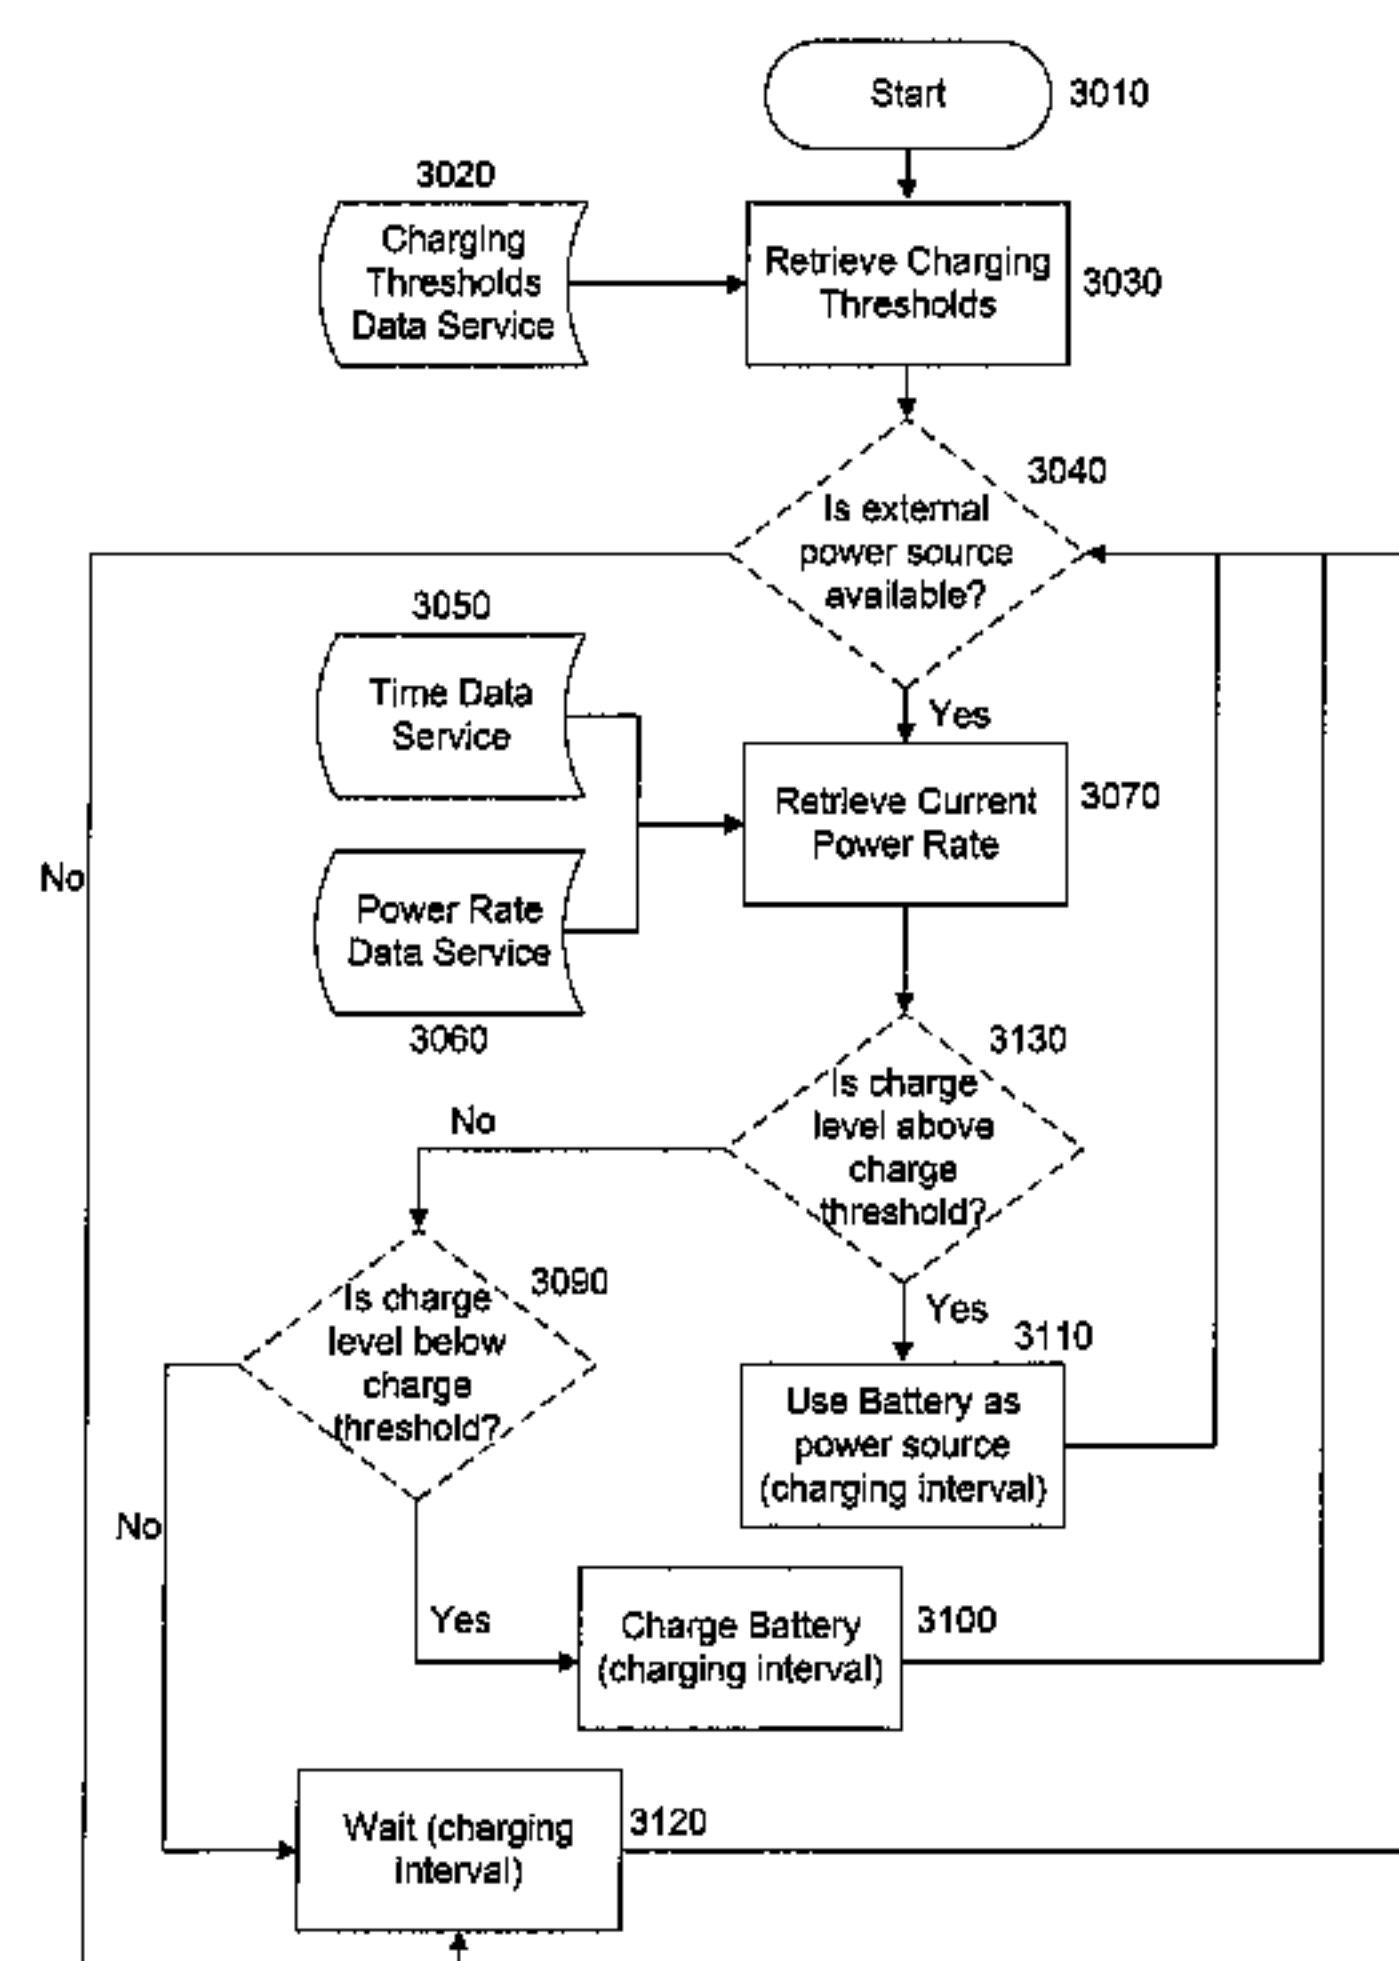 Start
3010
3020
Charging
Thresholds
Data Service
Retrieve Charging
Thresholds
3030
3040
Is external
power source
available?
3050
Time Data
Service
Yes
Retrieve Current
Power Rate
3070
No
Power Rate
Data Service
3060
3130
Is charge
level above
charge
threshold?
No
3090
Is charge
level below
charge
threshold?
Yes
3110
Use Battery as
power source
(charging interval)
No
Yes
Charge Battery
(charging interval)
3100
Wait (charging
interval)
3120